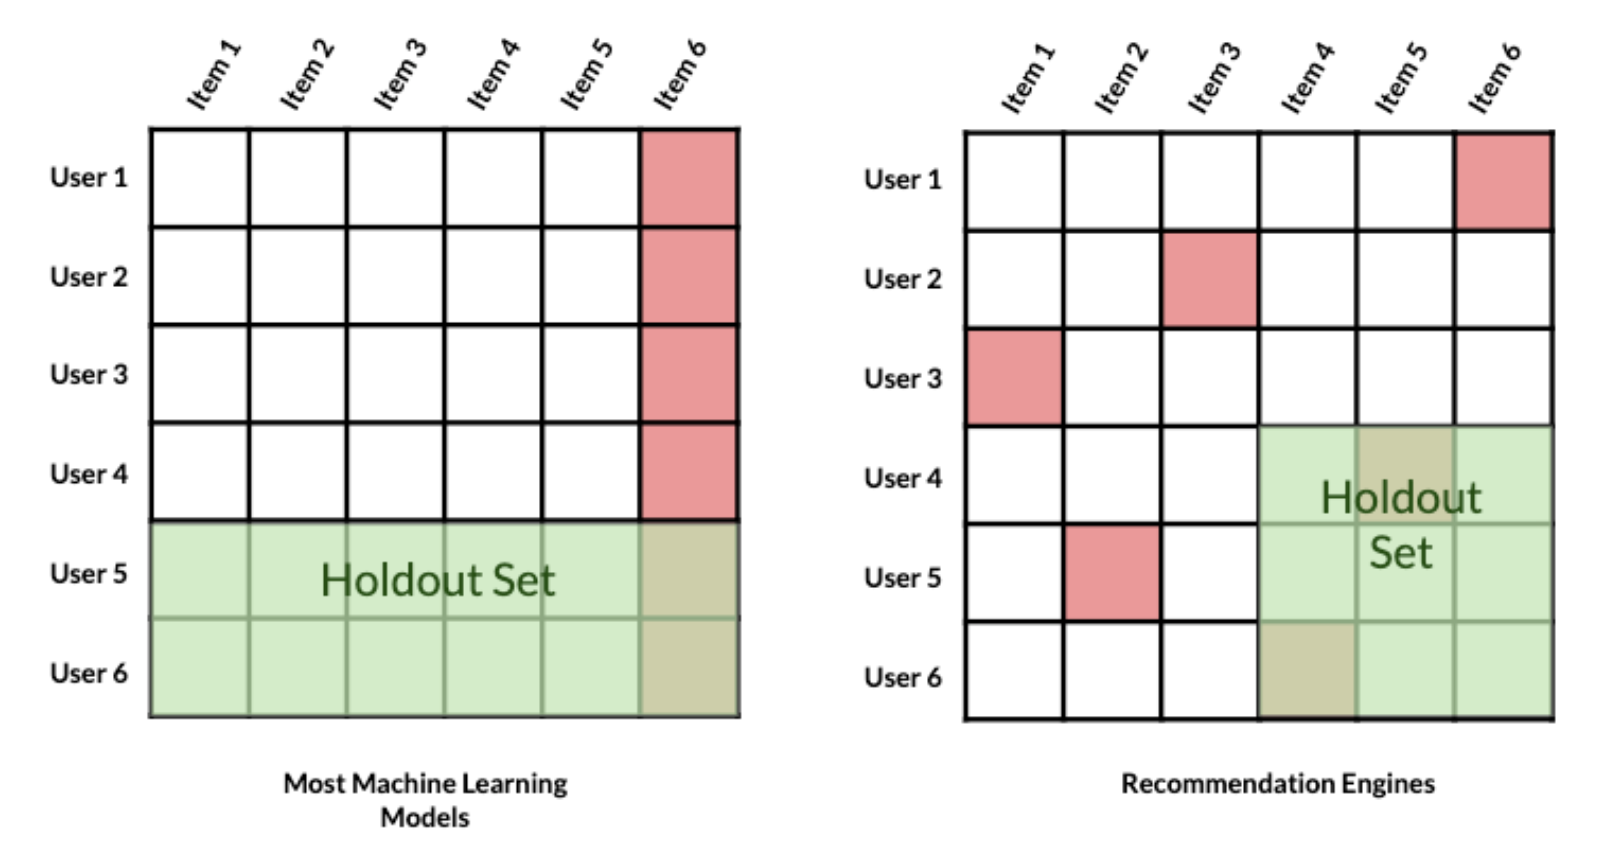 Item 1
Item 2
Item 3
Item 4
Item 5
Item 6
User 1
User 2
User 3
User 4
User 5
User 6
Holdout Set
Most Machine Learning
Models
Item 1
Item 2
Item 3
Item 4
Item 5
Item 6
User 1
User 2
User 3
User 4
User 5
User 6
Holdout
Set
Recommendation Engines